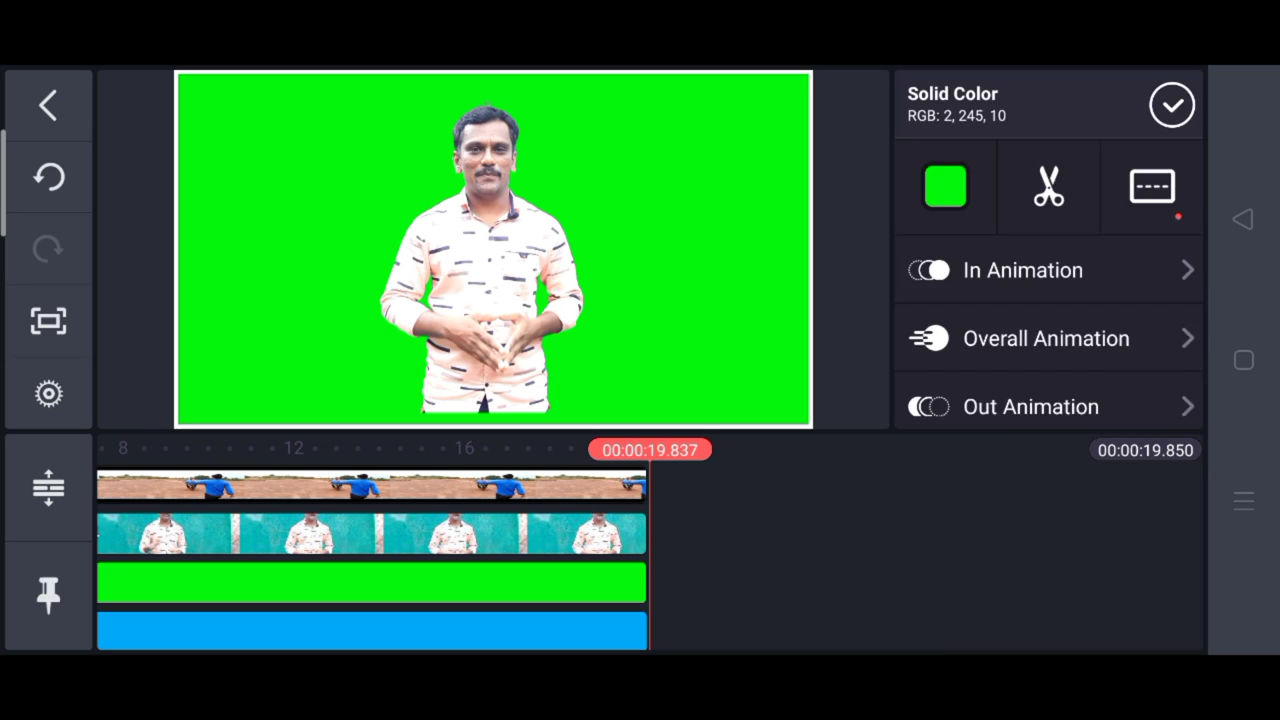 Solid Color
RGB: 2, 245, 10
In Animation
Overall Animation
Out Animation
8
12
16
00:00:19.837
00:00:19.850